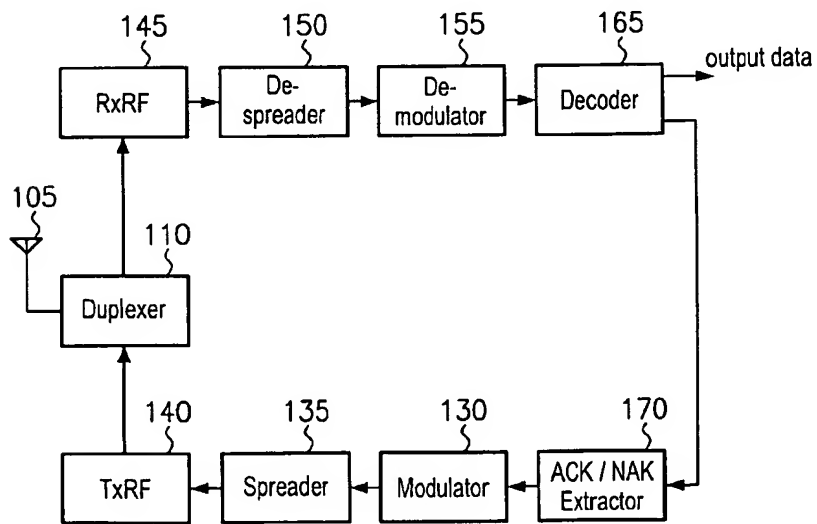 145
150
155
165
RxRF
De-
spreader
De-
modulator
Decoder
output data
105
110
Duplexer
140
135
130
170
TxRF
Spreader
Modulator
ACK / NAK
Extractor